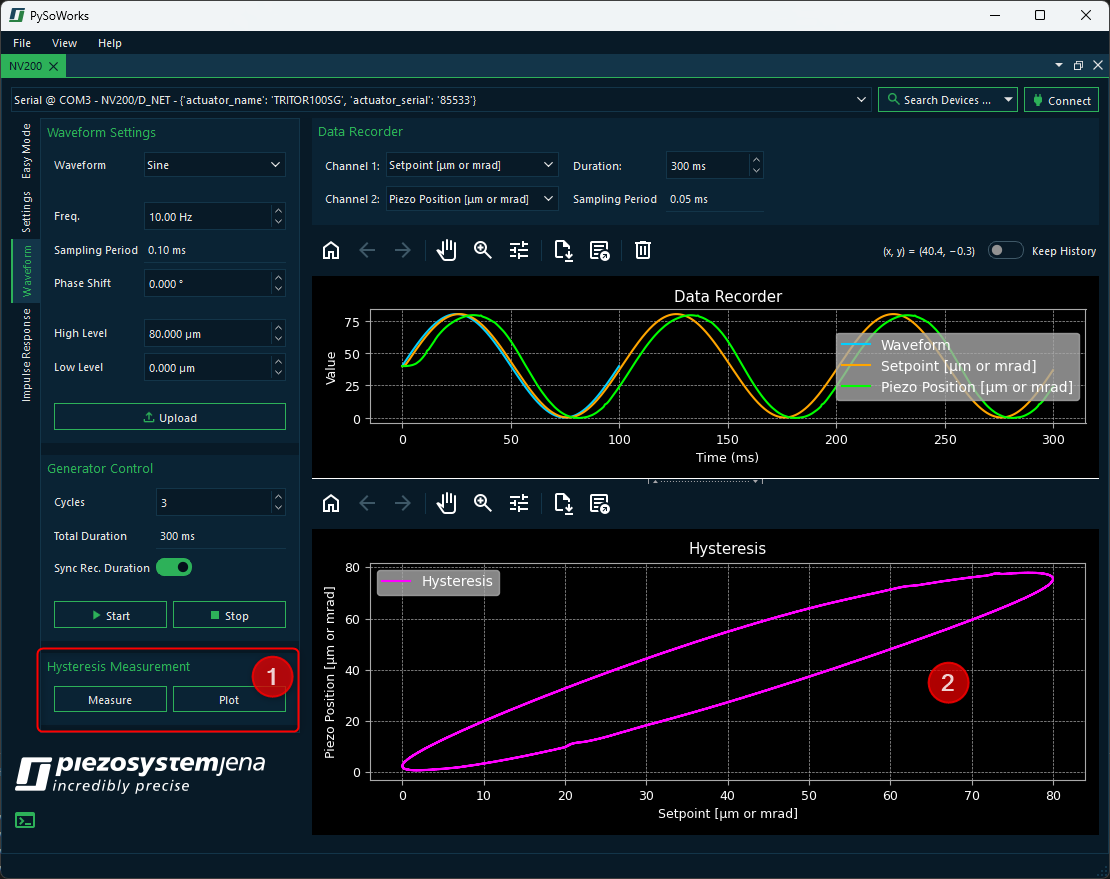 PySoWorks
File View Help
NV200
Serial @ COM3 - NV200/D_NET - {'actuator_name': 'TRITOR100SG', 'actuator_serial': '85533'}
Search Devices ...
Connect
Easy Mode
Settings
Waveform
Impulse Response
Waveform Settings
Waveform Sine
Freq. 10.00 Hz
Sampling Period 0.10 ms
Phase Shift 0.000 °
High Level 80.000 µm
Low Level 0.000 µm
Upload
Generator Control
Cycles 3
Total Duration 300 ms
Sync Rec. Duration
Start Stop
Hysteresis Measurement
1
Measure Plot
piezosystemjena
incredibly precise
Data Recorder
Channel 1: Setpoint [µm or mrad] Duration: 300 ms
Channel 2: Piezo Position [µm or mrad] Sampling Period 0.05 ms
(x, y) = (40.4, −0.3) Keep History
Data Recorder
Value
75
50
25
0
Waveform
Setpoint [µm or mrad]
Piezo Position [µm or mrad]
0 50 100 150 200 250 300
Time (ms)
Hysteresis
Piezo Position [µm or mrad]
80
60
40
20
0
Hysteresis
2
0 10 20 30 40 50 60 70 80
Setpoint [µm or mrad]